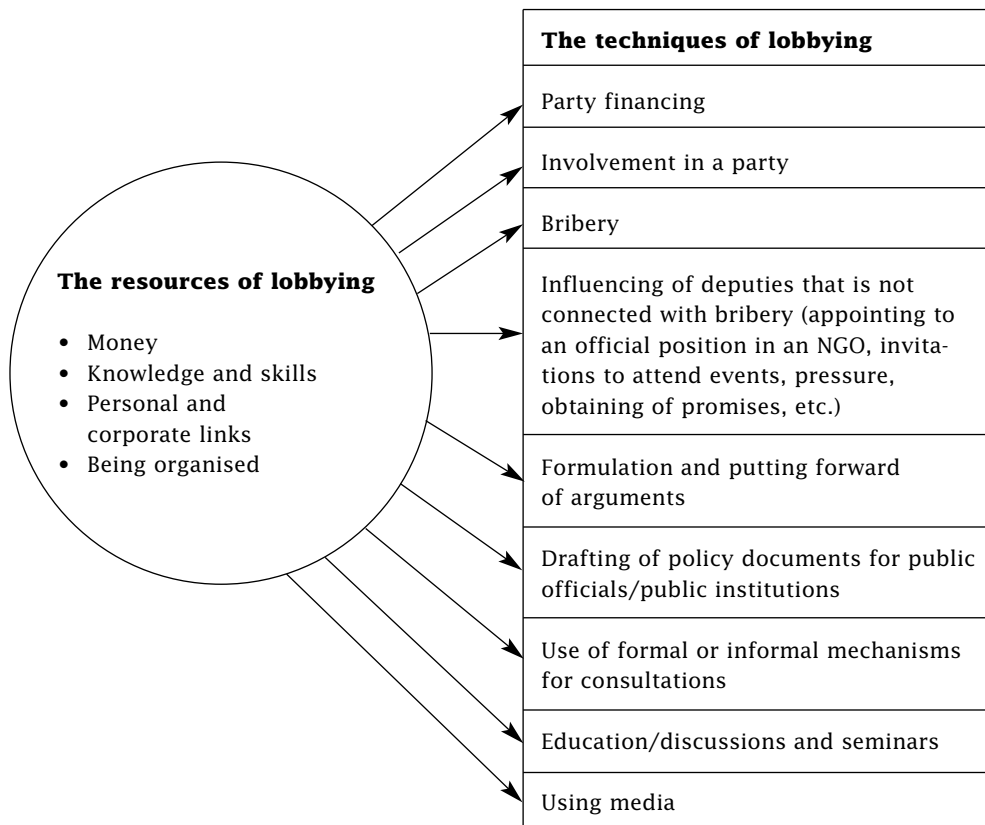 The resources of lobbying
• Money
• Knowledge and skills
• Personal and
corporate links
• Being organised
The techniques of lobbying
Party financing
Involvement in a party
Bribery
Influencing of deputies that is not
connected with bribery (appointing to
an official position in an NGO, invita-
tions to attend events, pressure,
obtaining of promises, etc.)
Formulation and putting forward
of arguments
Drafting of policy documents for public
officials/public institutions
Use of formal or informal mechanisms
for consultations
Education/discussions and seminars
Using media